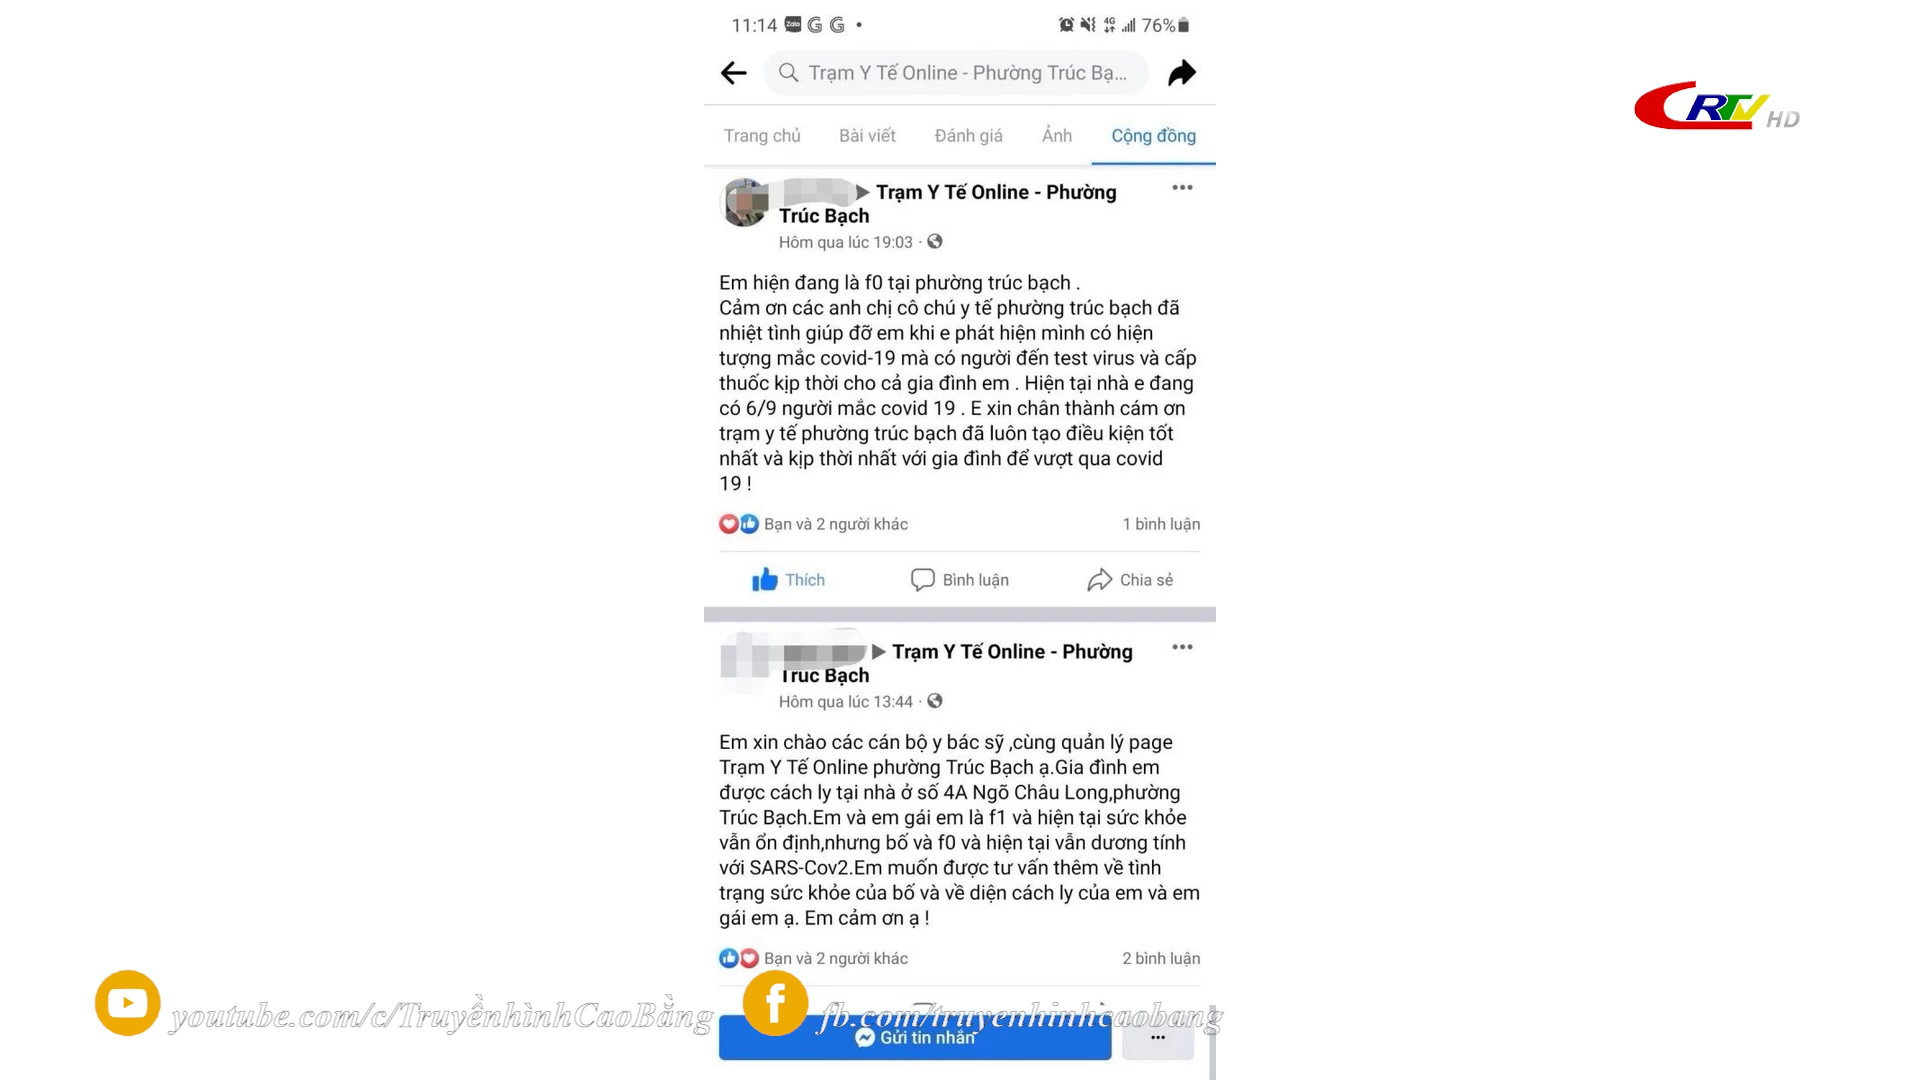 11:14 Zalo G G •
4G 76%
Trạm Y Tế Online - Phường Trúc Bạ...
CRTV HD
Trang chủ Bài viết Đánh giá Ảnh Cộng đồng
Trạm Y Tế Online - Phường
Trúc Bạch
Hôm qua lúc 19:03 ·
Em hiện đang là f0 tại phường trúc bạch .
Cảm ơn các anh chị cô chú y tế phường trúc bạch đã
nhiệt tình giúp đỡ em khi e phát hiện mình có hiện
tượng mắc covid-19 mà có người đến test virus và cấp
thuốc kịp thời cho cả gia đình em . Hiện tại nhà e đang
có 6/9 người mắc covid 19 . E xin chân thành cám ơn
trạm y tế phường trúc bạch đã luôn tạo điều kiện tốt
nhất và kịp thời nhất với gia đình để vượt qua covid
19 !
Bạn và 2 người khác 1 bình luận
Thích Bình luận Chia sẻ
Trạm Y Tế Online - Phường
Trúc Bạch
Hôm qua lúc 13:44 ·
Em xin chào các cán bộ y bác sỹ ,cùng quản lý page
Trạm Y Tế Online phường Trúc Bạch ạ.Gia đình em
được cách ly tại nhà ở số 4A Ngõ Châu Long,phường
Trúc Bạch.Em và em gái em là f1 và hiện tại sức khỏe
vẫn ổn định,nhưng bố và f0 và hiện tại vẫn dương tính
với SARS-Cov2.Em muốn được tư vấn thêm về tình
trạng sức khỏe của bố và về diện cách ly của em và em
gái em ạ. Em cảm ơn ạ !
Bạn và 2 người khác 2 bình luận
youtube.com/c/TruyềnhìnhCaoBằng
fb.com/truyenhinhcaobang
Gửi tin nhắn